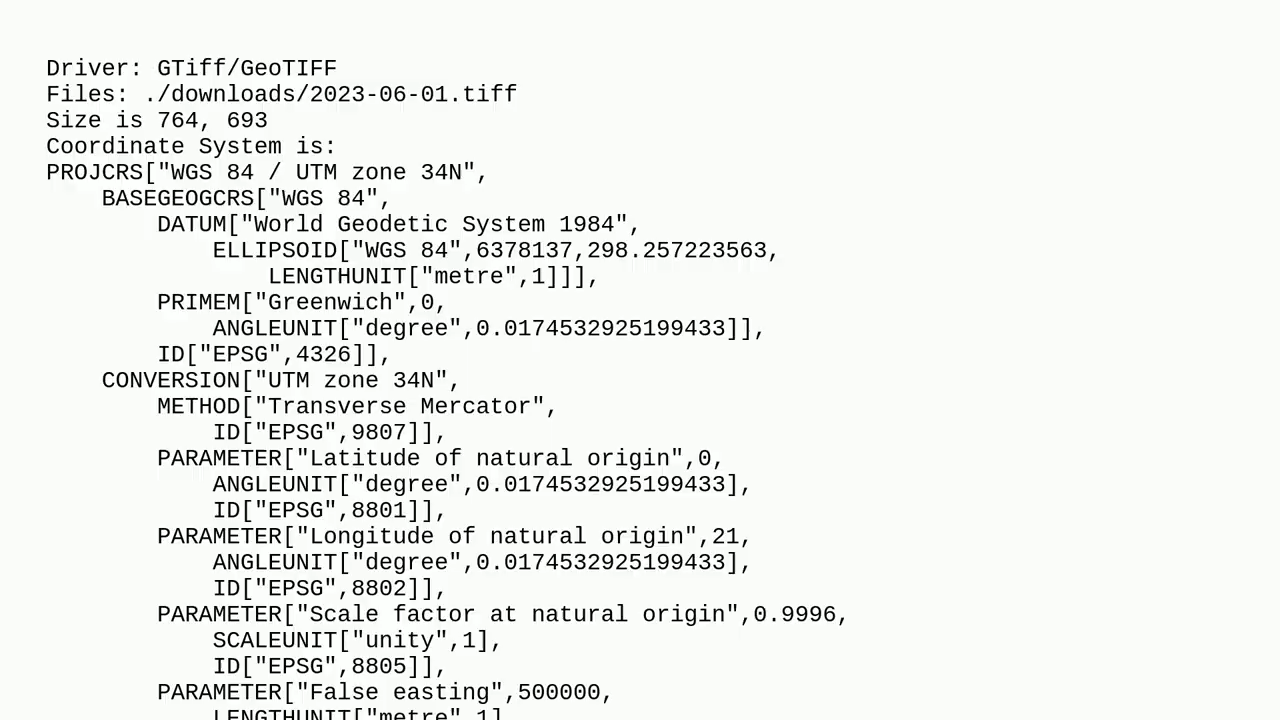 Driver: GTiff/GeoTIFF
Files: ./downloads/2023-06-01.tiff
Size is 764, 693
Coordinate System is:
PROJCRS["WGS 84 / UTM zone 34N",
    BASEGEOGCRS["WGS 84",
        DATUM["World Geodetic System 1984",
            ELLIPSOID["WGS 84",6378137,298.257223563,
                LENGTHUNIT["metre",1]]],
        PRIMEM["Greenwich",0,
            ANGLEUNIT["degree",0.0174532925199433]],
        ID["EPSG",4326]],
    CONVERSION["UTM zone 34N",
        METHOD["Transverse Mercator",
            ID["EPSG",9807]],
        PARAMETER["Latitude of natural origin",0,
            ANGLEUNIT["degree",0.0174532925199433],
            ID["EPSG",8801]],
        PARAMETER["Longitude of natural origin",21,
            ANGLEUNIT["degree",0.0174532925199433],
            ID["EPSG",8802]],
        PARAMETER["Scale factor at natural origin",0.9996,
            SCALEUNIT["unity",1],
            ID["EPSG",8805]],
        PARAMETER["False easting",500000,
            LENGTHUNIT["metre",1]